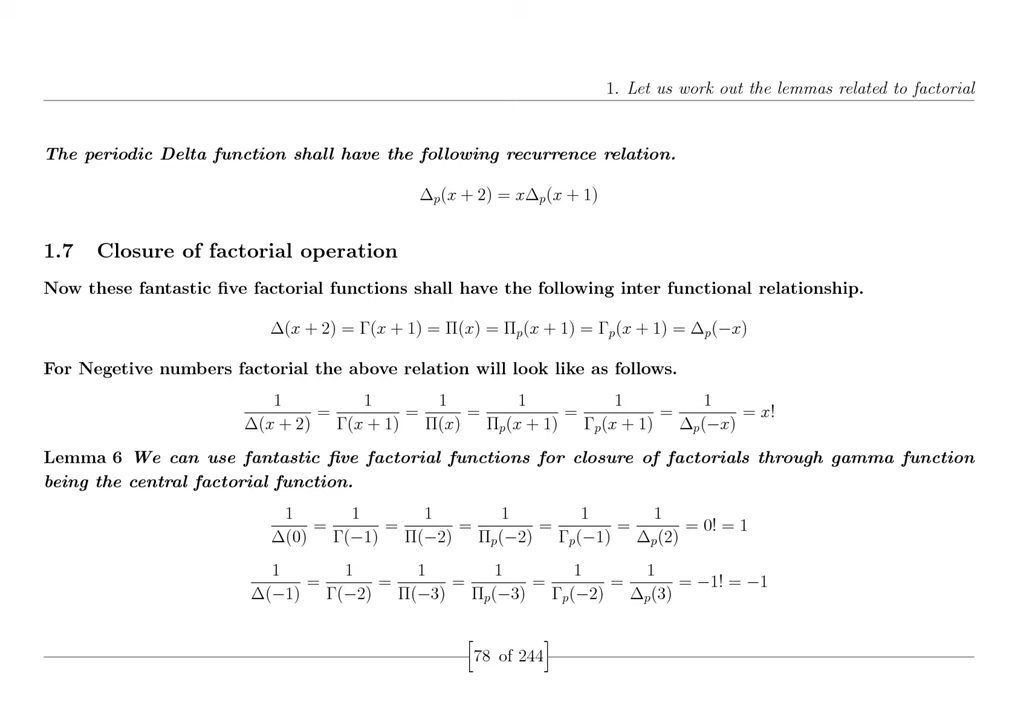 1. Let us work out the lemmas related to factorial
The periodic Delta function shall have the following recurrence relation.
Δ_p(x + 2) = xΔ_p(x + 1)
1.7 Closure of factorial operation
Now these fantastic five factorial functions shall have the following inter functional relationship.
Δ(x + 2) = Γ(x + 1) = Π(x) = Π_p(x + 1) = Γ_p(x + 1) = Δ_p(−x)
For Negetive numbers factorial the above relation will look like as follows.
1/Δ(x + 2) = 1/Γ(x + 1) = 1/Π(x) = 1/Π_p(x + 1) = 1/Γ_p(x + 1) = 1/Δ_p(−x) = x!
Lemma 6 We can use fantastic five factorial functions for closure of factorials through gamma function
being the central factorial function.
1/Δ(0) = 1/Γ(−1) = 1/Π(−2) = 1/Π_p(−2) = 1/Γ_p(−1) = 1/Δ_p(2) = 0! = 1
1/Δ(−1) = 1/Γ(−2) = 1/Π(−3) = 1/Π_p(−3) = 1/Γ_p(−2) = 1/Δ_p(3) = −1! = −1
[78 of 244]